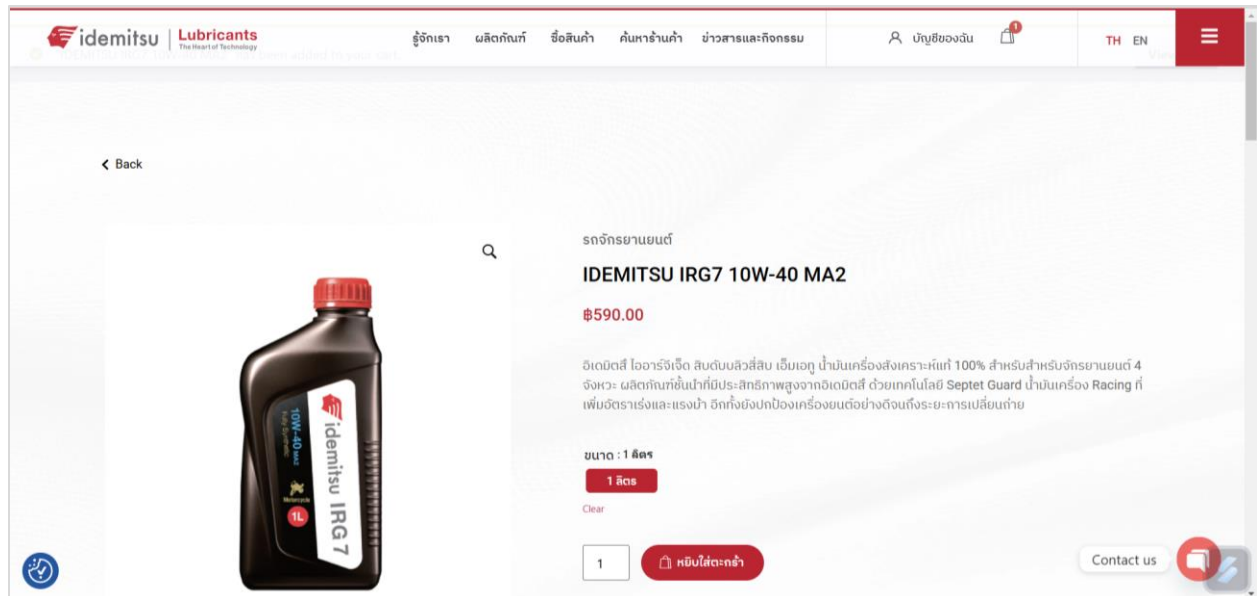 idemitsu Lubricants
The Heart of Technology
รู้จักเรา ผลิตภัณฑ์ ซื้อสินค้า ค้นหาร้านค้า ข่าวสารและกิจกรรม บัญชีของฉัน 1 TH EN
Back
รถจักรยานยนต์
IDEMITSU IRG7 10W-40 MA2
฿590.00
อิเดมิตสึ ไออาร์จีเจ็ด สิบดับบลิวสี่สิบ เอ็มเอทู น้ำมันเครื่องสังเคราะห์แท้ 100% สำหรับสำหรับจักรยานยนต์ 4
จังหวะ ผลิตภัณฑ์ชั้นนำที่มีประสิทธิภาพสูงจากอิเดมิตสึ ด้วยเทคโนโลยี Septet Guard น้ำมันเครื่อง Racing ที่
เพิ่มอัตราเร่งและแรงบ้า อีกทั้งยังปกป้องเครื่องยนต์อย่างดีจนถึงระยะการเปลี่ยนถ่าย
ขนาด : 1 ลิตร
1 ลิตร
Clear
1 หยิบใส่ตะกร้า
idemitsu IRG 7
10W-40 MA2
Fully Synthetic
Motorcycle
1L
Contact us